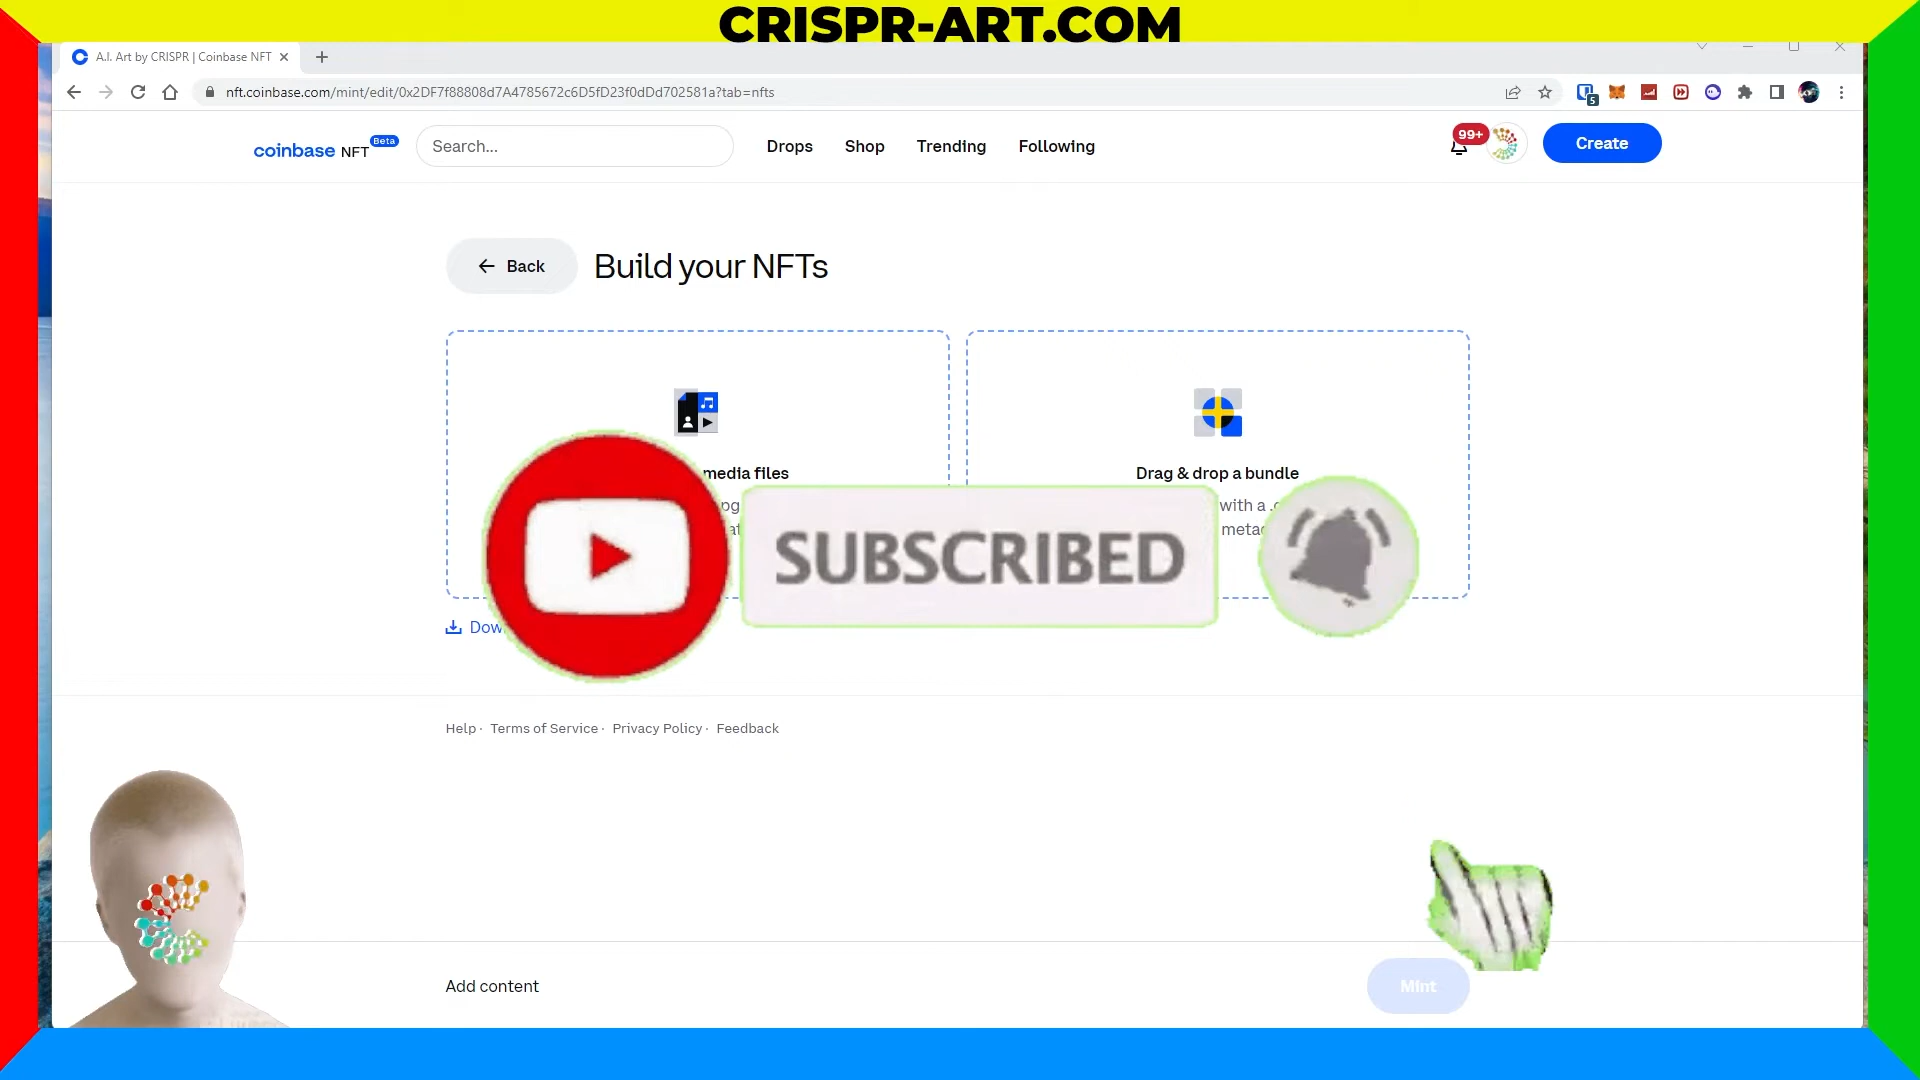 CRISPR-ART.COM
A.I. Art by CRISPR | Coinbase NFT
nft.coinbase.com/mint/edit/0x2DF7f88808d7A4785672c6D5fD23f0dDd702581a?tab=nfts
5
coinbase NFT Beta
Search...
Drops
Shop
Trending
Following
99+
Create
Back
Build your NFTs
media files
Drag & drop a bundle
with a
SUBSCRIBED
Help · Terms of Service · Privacy Policy · Feedback
Add content
Mint